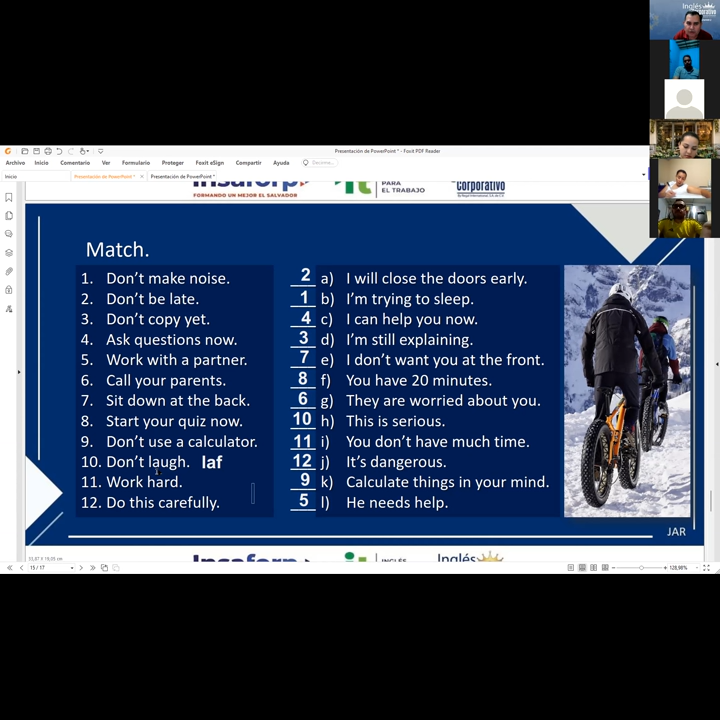 Inglés
Corporativo
Presentación de PowerPoint * - Foxit PDF Reader
Archivo Inicio Comentario Ver Formulario Proteger Foxit eSign Compartir Ayuda
Inicio Presentación de PowerPoint * Presentación de PowerPoint *
Insaforp
FORMANDO UN MEJOR EL SALVADOR
PARA
EL TRABAJO
Corporativo
Match.
1. Don't make noise.
2. Don't be late.
3. Don't copy yet.
4. Ask questions now.
5. Work with a partner.
6. Call your parents.
7. Sit down at the back.
8. Start your quiz now.
9. Don't use a calculator.
10. Don't laugh. laf
11. Work hard.
12. Do this carefully.
2 a) I will close the doors early.
1 b) I'm trying to sleep.
4 c) I can help you now.
3 d) I'm still explaining.
7 e) I don't want you at the front.
8 f) You have 20 minutes.
6 g) They are worried about you.
10 h) This is serious.
11 i) You don't have much time.
12 j) It's dangerous.
9 k) Calculate things in your mind.
5 l) He needs help.
JAR
Insaforp
INGLÉS
Inglés
15 / 17
128,98%